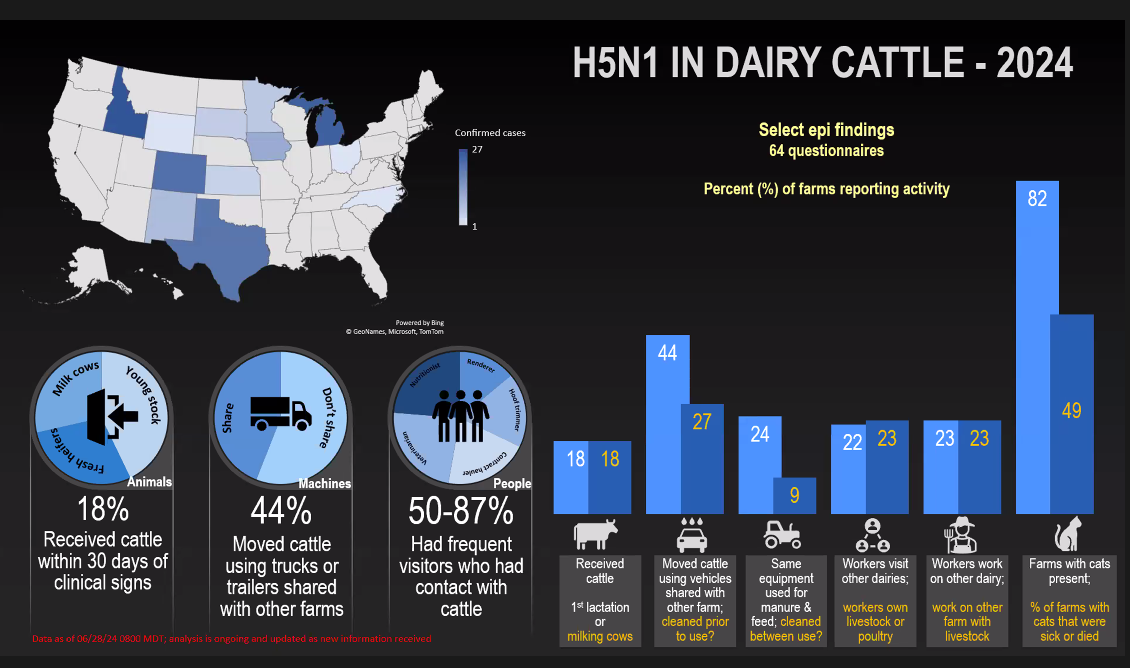 H5N1 IN DAIRY CATTLE - 2024
Select epi findings
64 questionnaires
Percent (%) of farms reporting activity
Confirmed cases
27
1
Powered by Bing
© GeoNames, Microsoft, TomTom
Milk cows
Young stock
Fresh heifers
Animals
18%
Received cattle
within 30 days of
clinical signs
Share
Don't share
Machines
44%
Moved cattle
using trucks or
trailers shared
with other farms
Nutritionist
Renderer
Hoof trimmer
Contract hauler
Veterinarian
People
50-87%
Had frequent
visitors who had
contact with
cattle
Data as of 06/28/24 0800 MDT; analysis is ongoing and updated as new information received
18
18
44
27
24
9
22
23
23
23
82
49
Received
cattle
1st lactation
or
milking cows
Moved cattle
using vehicles
shared with
other farm;
cleaned prior
to use?
Same
equipment
used for
manure &
feed; cleaned
between use?
Workers visit
other dairies;
workers own
livestock or
poultry
Workers work
on other dairy;
work on other
farm with
livestock
Farms with cats
present;
% of farms with
cats that were
sick or died